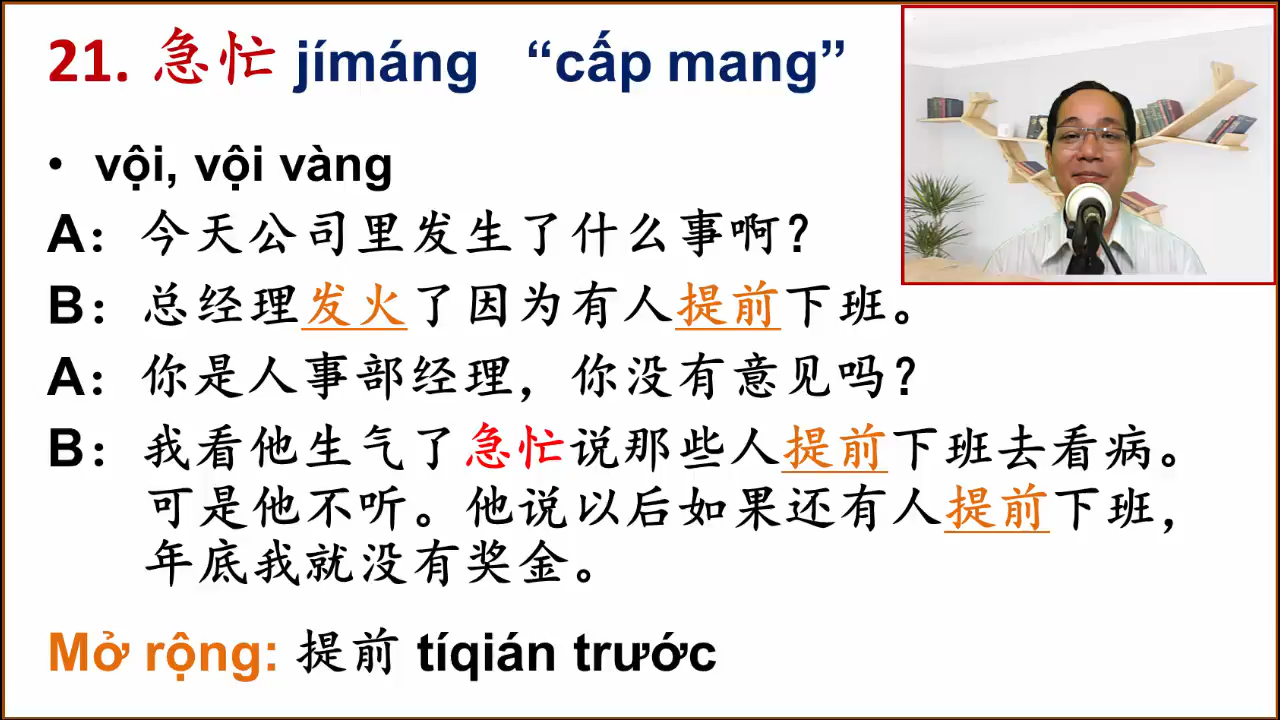 21. 急忙 jímáng “cấp mang”
• vội, vội vàng
A：今天公司里发生了什么事啊？
B：总经理发火了因为有人提前下班。
A：你是人事部经理，你没有意见吗？
B：我看他生气了急忙说那些人提前下班去看病。
可是他不听。他说以后如果还有人提前下班，
年底我就没有奖金。
Mở rộng: 提前 tíqián trước